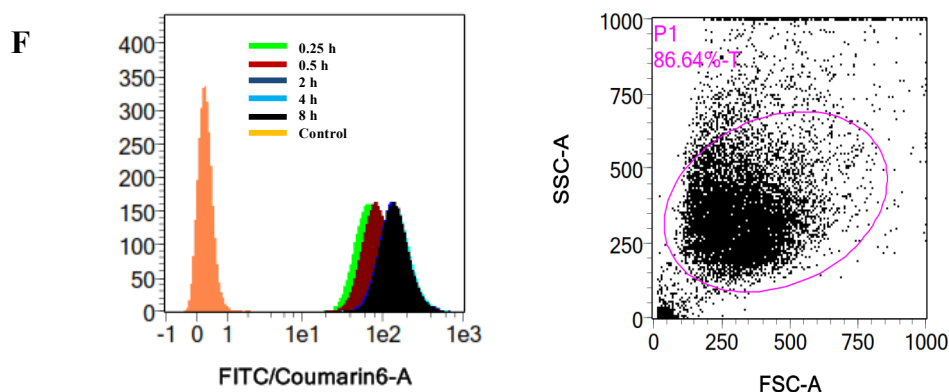 F
400
350
300
250
200
150
100
50
0
-1 0 1 1e1 1e2 1e3
FITC/Coumarin6-A
0.25 h
0.5 h
2 h
4 h
8 h
Control
P1
86.64%-T
1000
750
500
250
0
SSC-A
0 250 500 750 1000
FSC-A